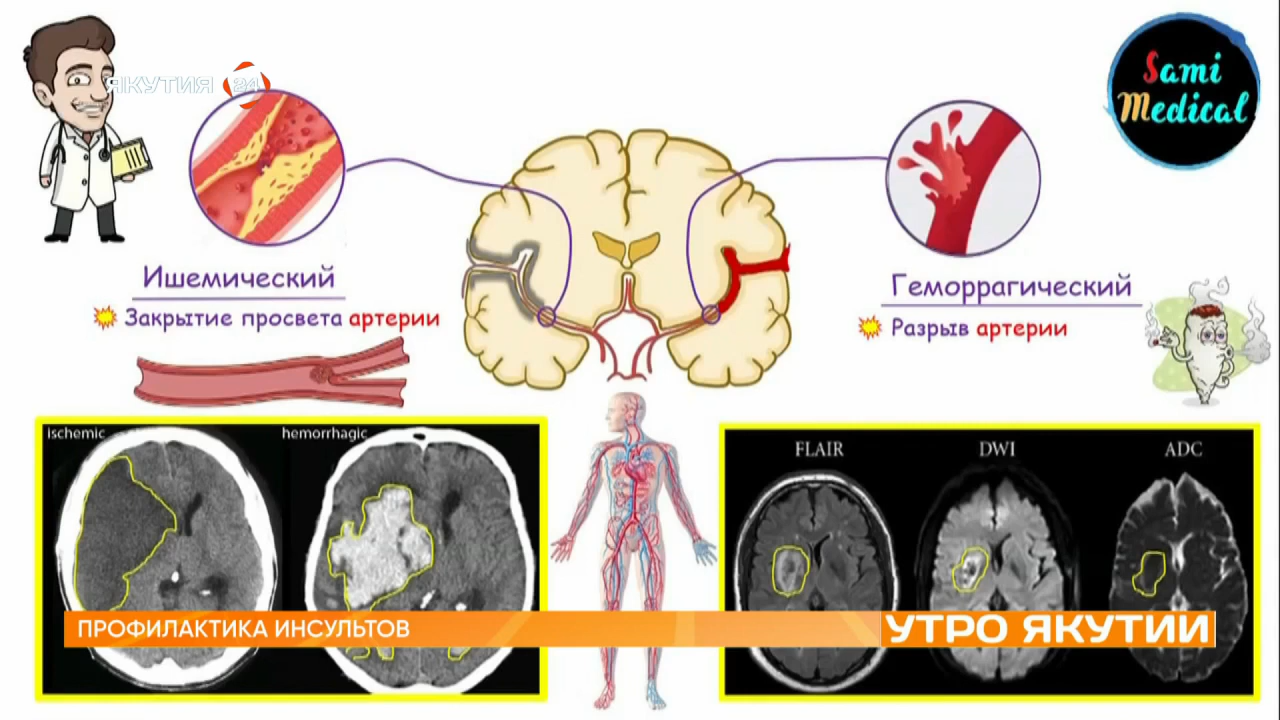 ЯКУТИЯ 24
Sami
Medical
Ишемический
Закрытие просвета артерии
Геморрагический
Разрыв артерии
ischemic
hemorrhagic
FLAIR
DWI
ADC
ПРОФИЛАКТИКА ИНСУЛЬТОВ
УТРО ЯКУТИИ